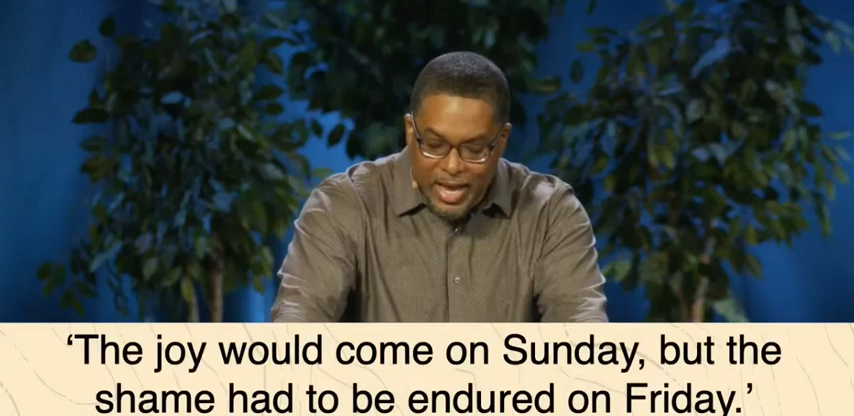 ‘The joy would come on Sunday, but the
shame had to be endured on Friday.’